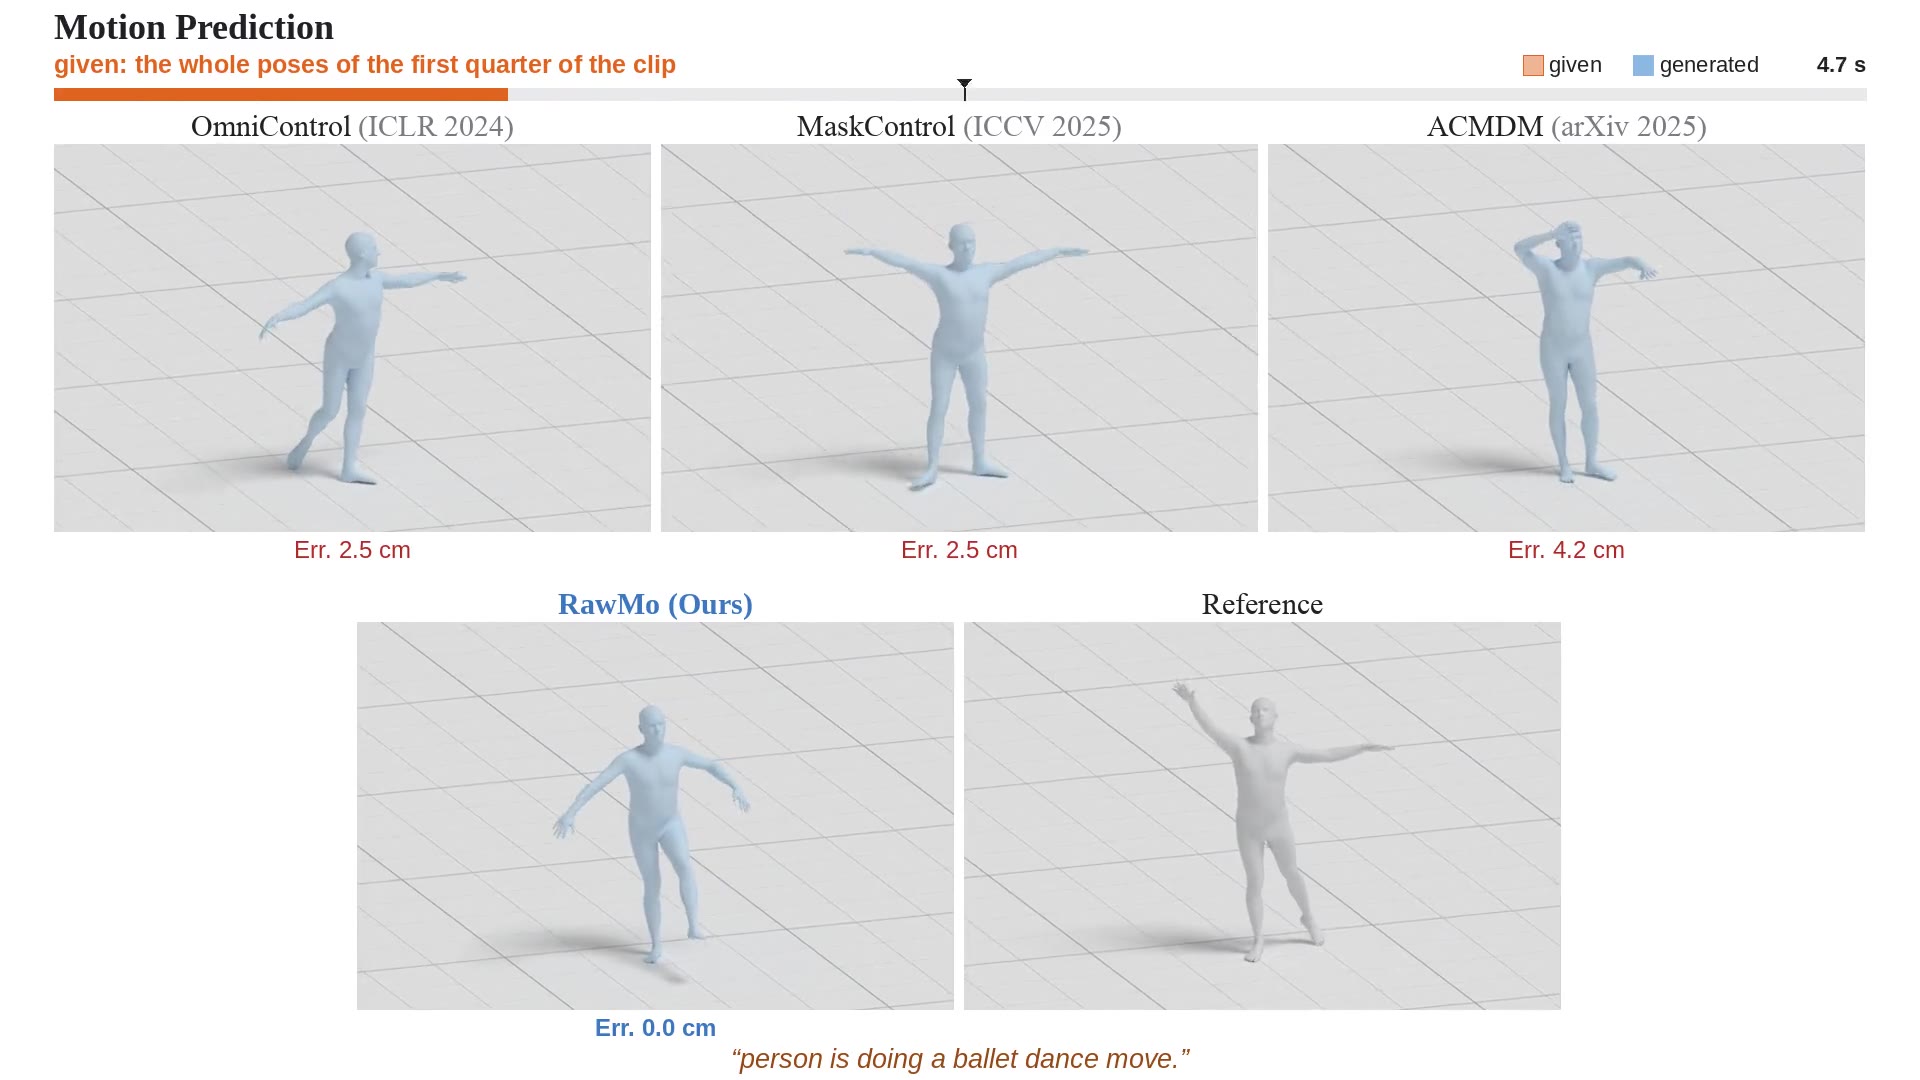 Motion Prediction
given: the whole poses of the first quarter of the clip
given
generated
4.7 s
OmniControl (ICLR 2024)
MaskControl (ICCV 2025)
ACMDM (arXiv 2025)
Err. 2.5 cm
Err. 2.5 cm
Err. 4.2 cm
RawMo (Ours)
Reference
Err. 0.0 cm
“person is doing a ballet dance move.”